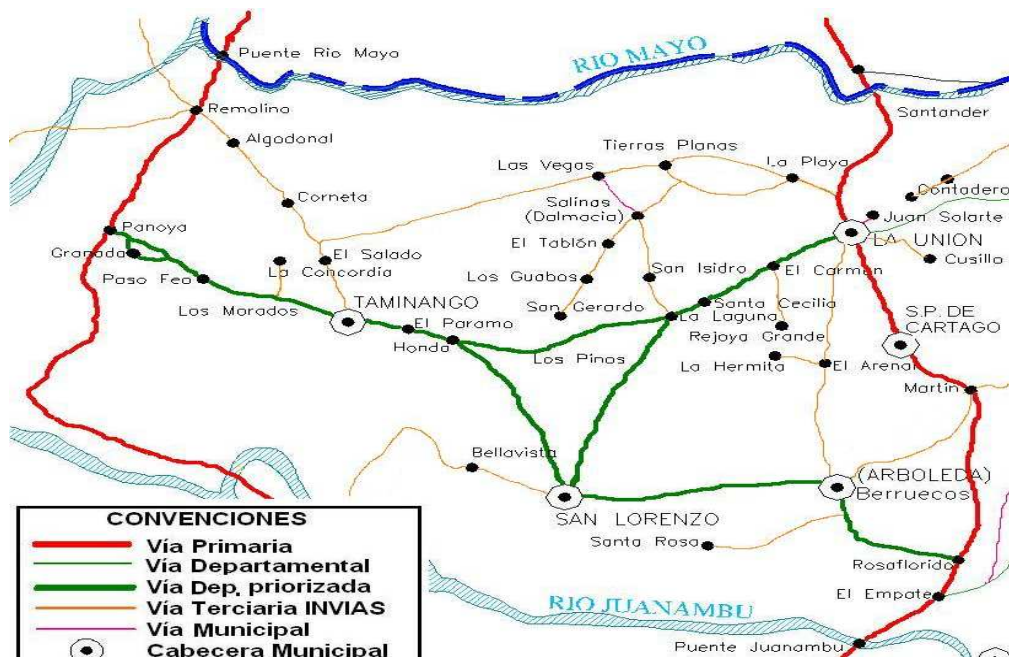 Puente Rio Mayo
RIO MAYO
Remolino
Santander
Algodonal
Tierras Planas
Las Vegas
La Playa
Contadero
Corneta
Salinas
(Dalmacia)
Juan Solarte
Panoya
LA UNION
Granada
El Tablón
El Salado
Cusillo
La Concordia
Paso Feo
Los Guabos
San Isidro
El Carmen
TAMINANGO
Los Morados
San Gerardo
Santa Cecilia
S.P. DE
CARTAGO
El Paramo
La Laguna
Honda
Rejoya Grande
Los Pinos
La Hermita
El Arenal
Martin
Bellavista
(ARBOLEDA)
Berruecos
SAN LORENZO
Santa Rosa
Rosaflorida
El Empate
RIO JUANAMBU
Puente Juanambu
CONVENCIONES
Vía Primaria
Vía Departamental
Vía Dep. priorizada
Vía Terciaria INVIAS
Vía Municipal
Cabecera Municipal